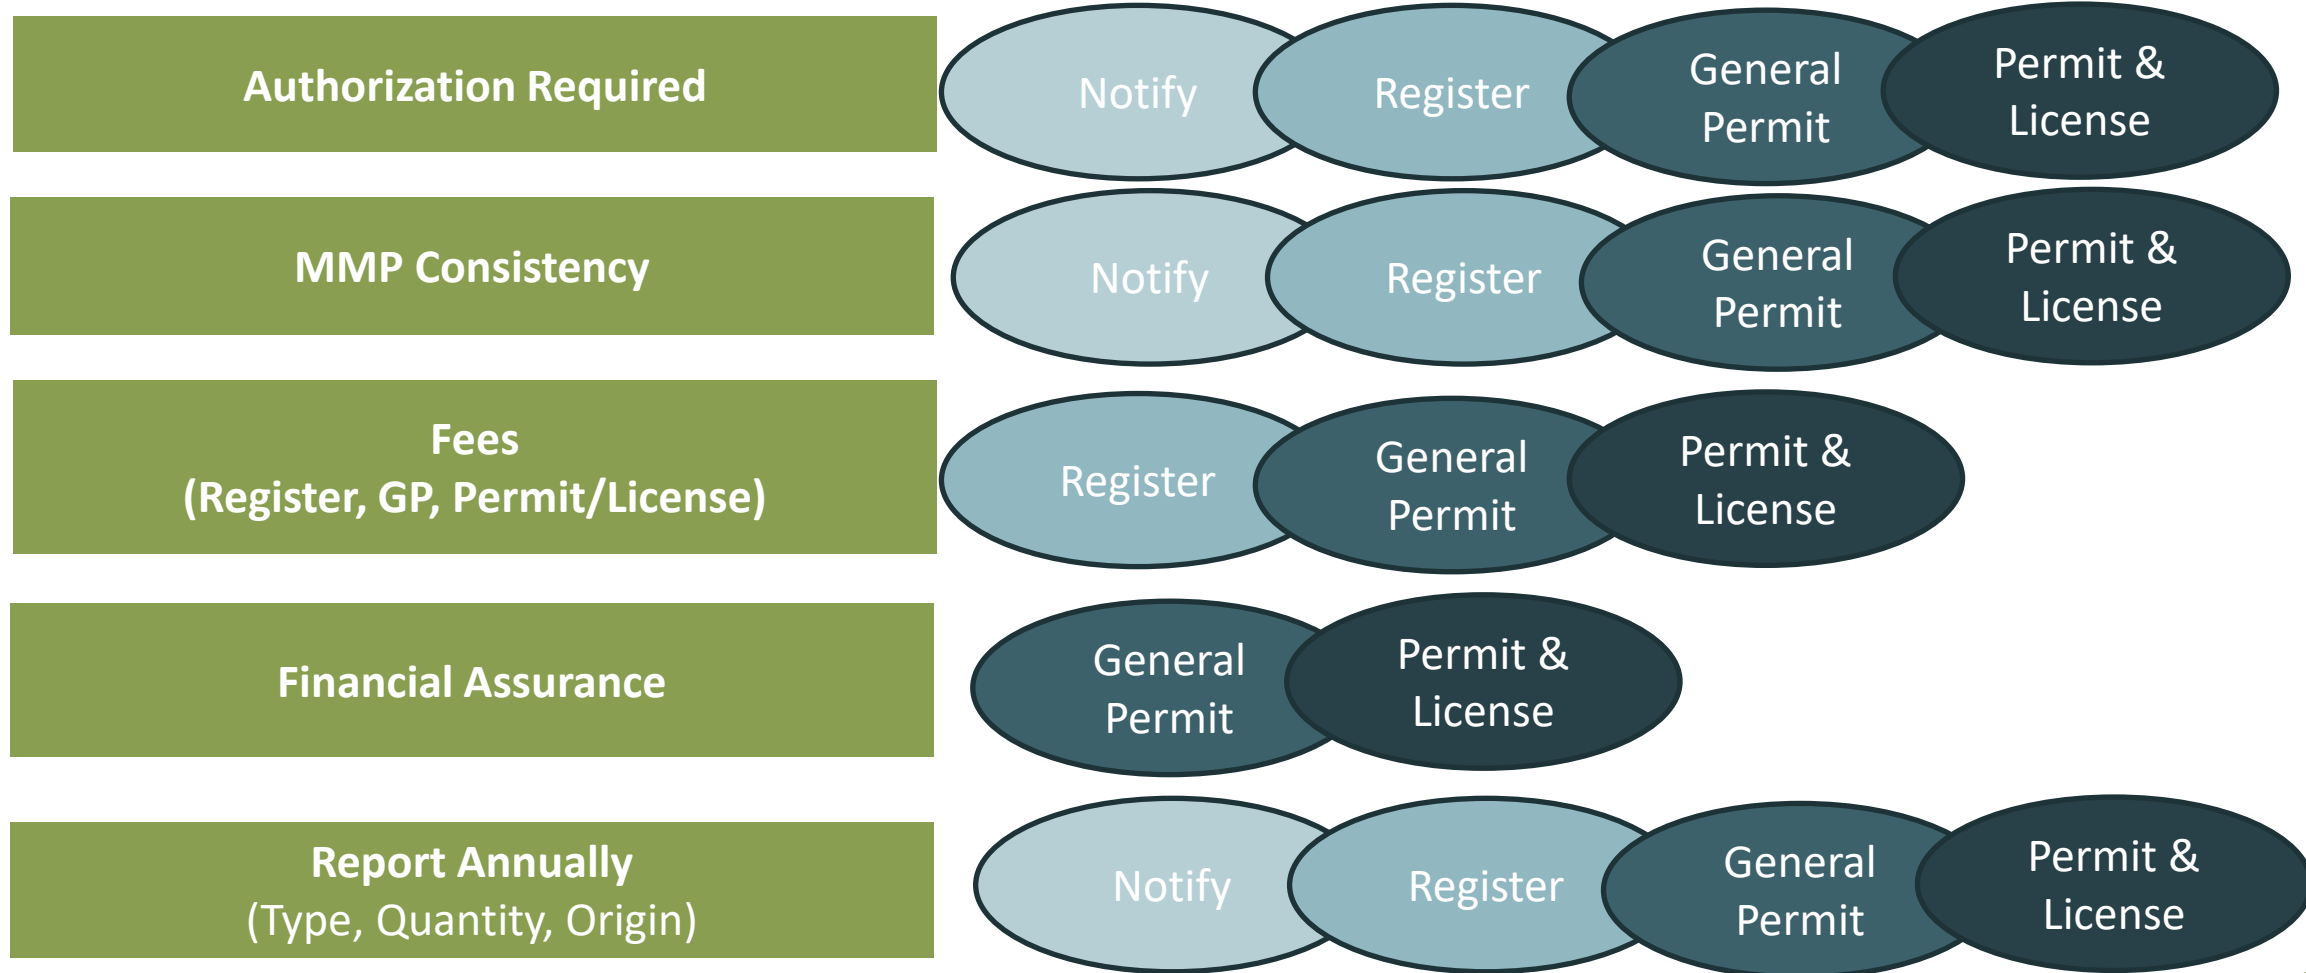 Authorization Required
Notify
Register
General
Permit
Permit &
License
MMP Consistency
Notify
Register
General
Permit
Permit &
License
Fees
(Register, GP, Permit/License)
Register
General
Permit
Permit &
License
Financial Assurance
General
Permit
Permit &
License
Report Annually
(Type, Quantity, Origin)
Notify
Register
General
Permit
Permit &
License